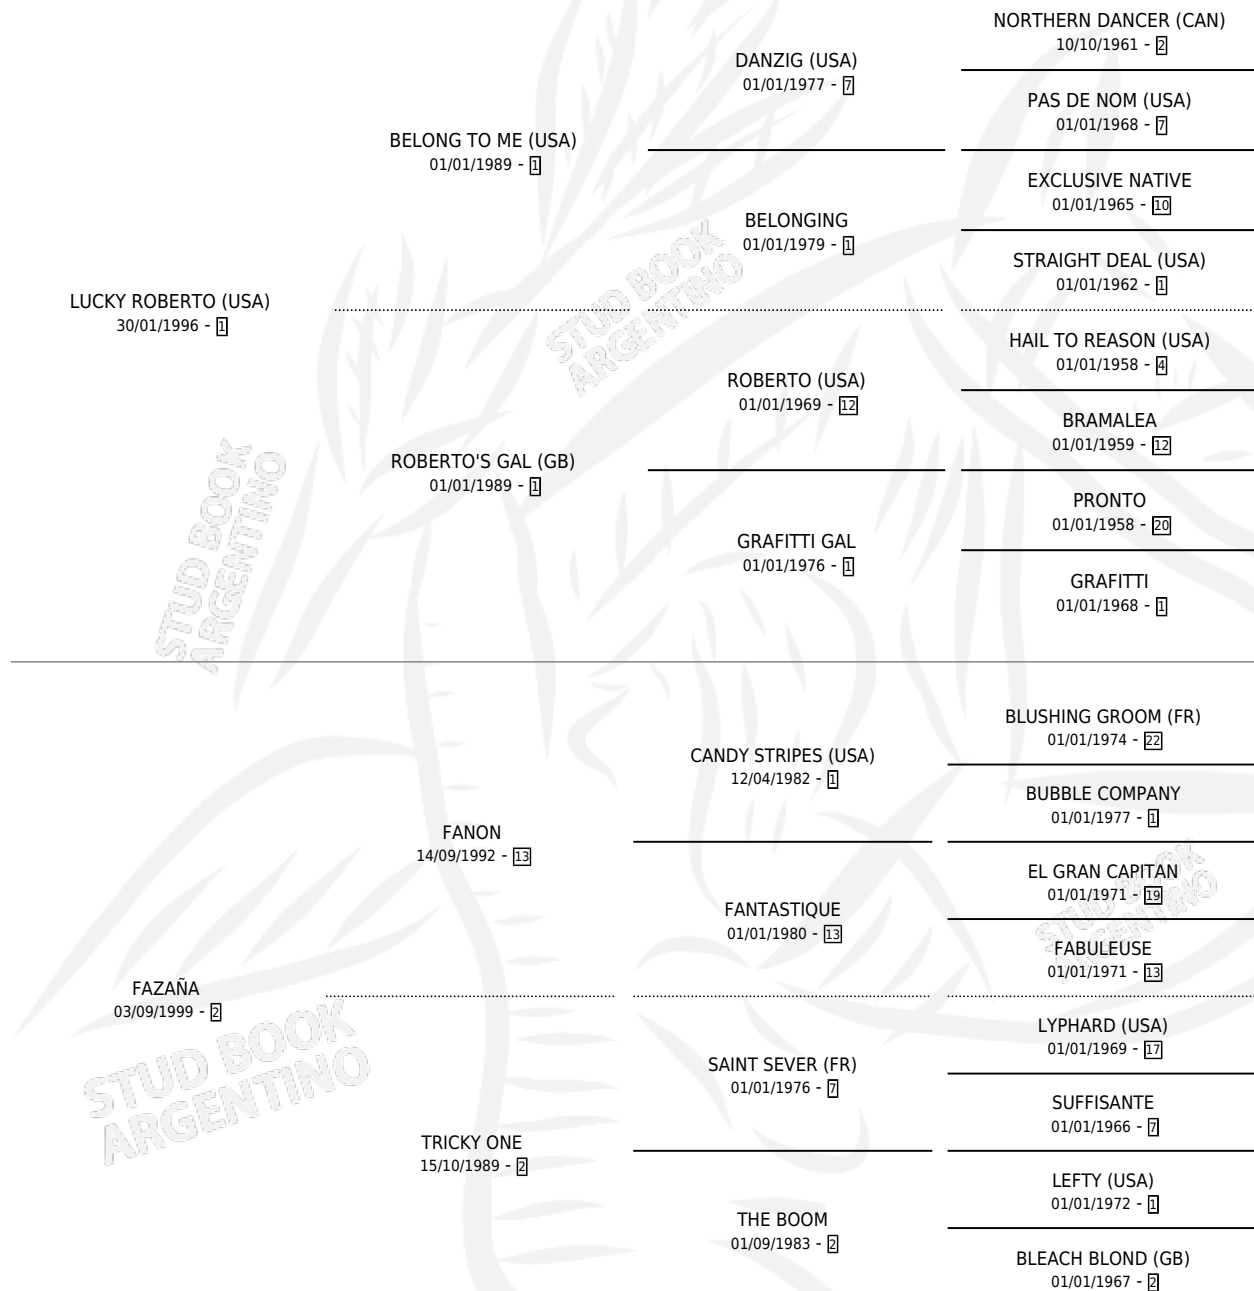 NORTHERN DANCER (CAN)
10/10/1961 - 2
DANZIG (USA)
01/01/1977 - 7
PAS DE NOM (USA)
01/01/1968 - 7
BELONG TO ME (USA)
01/01/1989 - 1
EXCLUSIVE NATIVE
01/01/1965 - 10
BELONGING
01/01/1979 - 1
STRAIGHT DEAL (USA)
01/01/1962 - 1
LUCKY ROBERTO (USA)
30/01/1996 - 1
HAIL TO REASON (USA)
01/01/1958 - 4
ROBERTO (USA)
01/01/1969 - 12
BRAMALEA
01/01/1959 - 12
ROBERTO'S GAL (GB)
01/01/1989 - 1
PRONTO
01/01/1958 - 20
GRAFITTI GAL
01/01/1976 - 1
GRAFITTI
01/01/1968 - 1
STUD BOOK
ARGENTINO
STUD BOOK
ARGENTINO
BLUSHING GROOM (FR)
01/01/1974 - 22
CANDY STRIPES (USA)
12/04/1982 - 1
BUBBLE COMPANY
01/01/1977 - 1
FANON
14/09/1992 - 13
EL GRAN CAPITAN
01/01/1971 - 19
FANTASTIQUE
01/01/1980 - 13
FABULEUSE
01/01/1971 - 13
FAZAÑA
03/09/1999 - 2
LYPHARD (USA)
01/01/1969 - 17
SAINT SEVER (FR)
01/01/1976 - 7
SUFFISANTE
01/01/1966 - 7
TRICKY ONE
15/10/1989 - 2
LEFTY (USA)
01/01/1972 - 1
THE BOOM
01/09/1983 - 2
BLEACH BLOND (GB)
01/01/1967 - 2
STUD BOOK
ARGENTINO
STUD BOOK
ARGENTINO